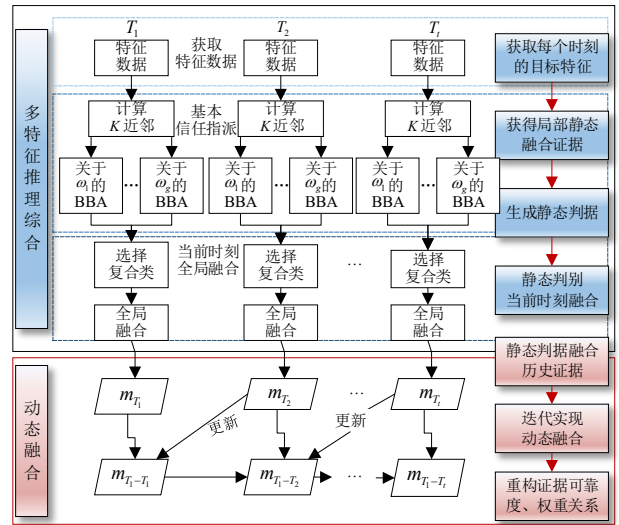 T1
T2
Tt
特征
数据
获取
特征数据
特征
数据
特征
数据
获取每个时刻
的目标特征
多特征推理综合
计算
K 近邻
基本
信任指派
计算
K 近邻
计算
K 近邻
获得局部静态
融合证据
关于
ω1的
BBA
...
关于
ωg的
BBA
关于
ω1的
BBA
...
关于
ωg的
BBA
关于
ω1的
BBA
...
关于
ωg的
BBA
生成静态判据
选择
复合类
当前时刻
全局融合
选择
复合类
...
选择
复合类
静态判别
当前时刻融合
全局
融合
全局
融合
全局
融合
动态融合
mT1
mT2
...
mTt
静态判据融合
历史证据
更新
更新
迭代实现
动态融合
mT1−T1
mT1−T2
...
mT1−Tt
重构证据可靠
度、权重关系